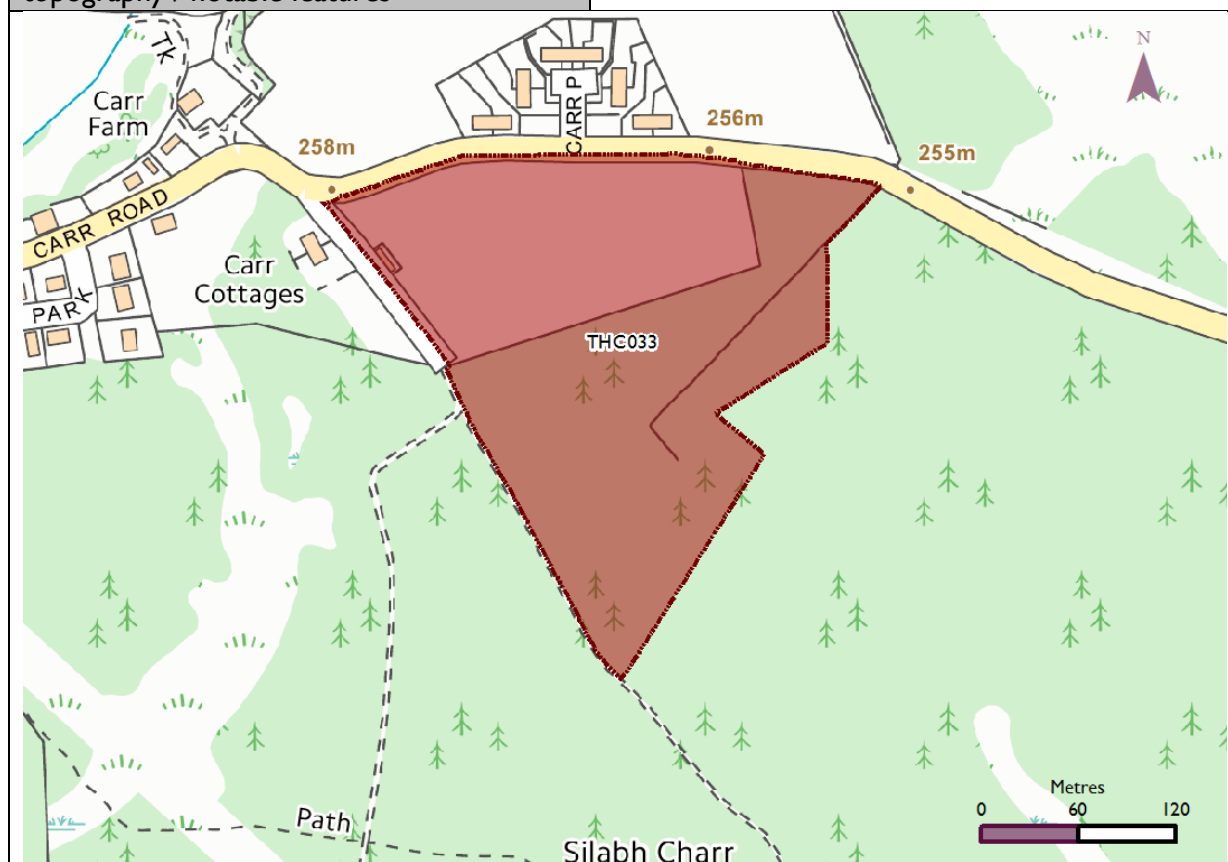 N
TK
Carr
Farm
CARR P
256m
258m
255m
CARR ROAD
Carr
Cottages
PARK
THC033
Metres
0 60 120
Path
Silabh Charr